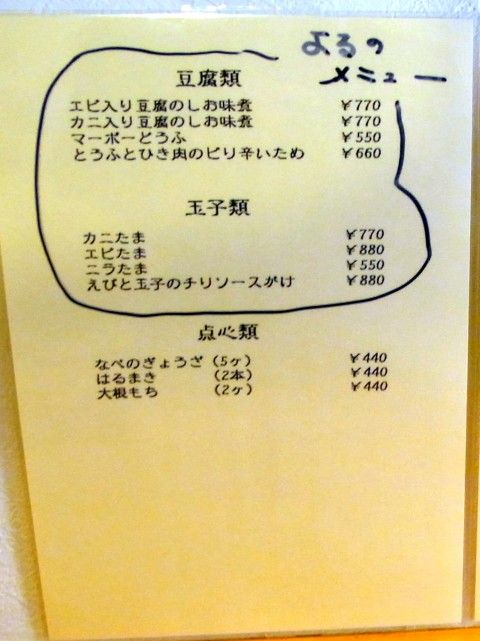 よるの
メニュー
豆腐類
エビ入り豆腐のしお味煮 ￥770
カニ入り豆腐のしお味煮 ￥770
マーボーどうふ ￥550
とうふとひき肉のピリ辛いため ￥660
玉子類
カニたま ￥770
エビたま ￥880
ニラたま ￥550
えびと玉子のチリソースがけ ￥880
点心類
なべのぎょうざ (5ヶ) ￥440
はるまき (2本) ￥440
大根もち (2ヶ) ￥440